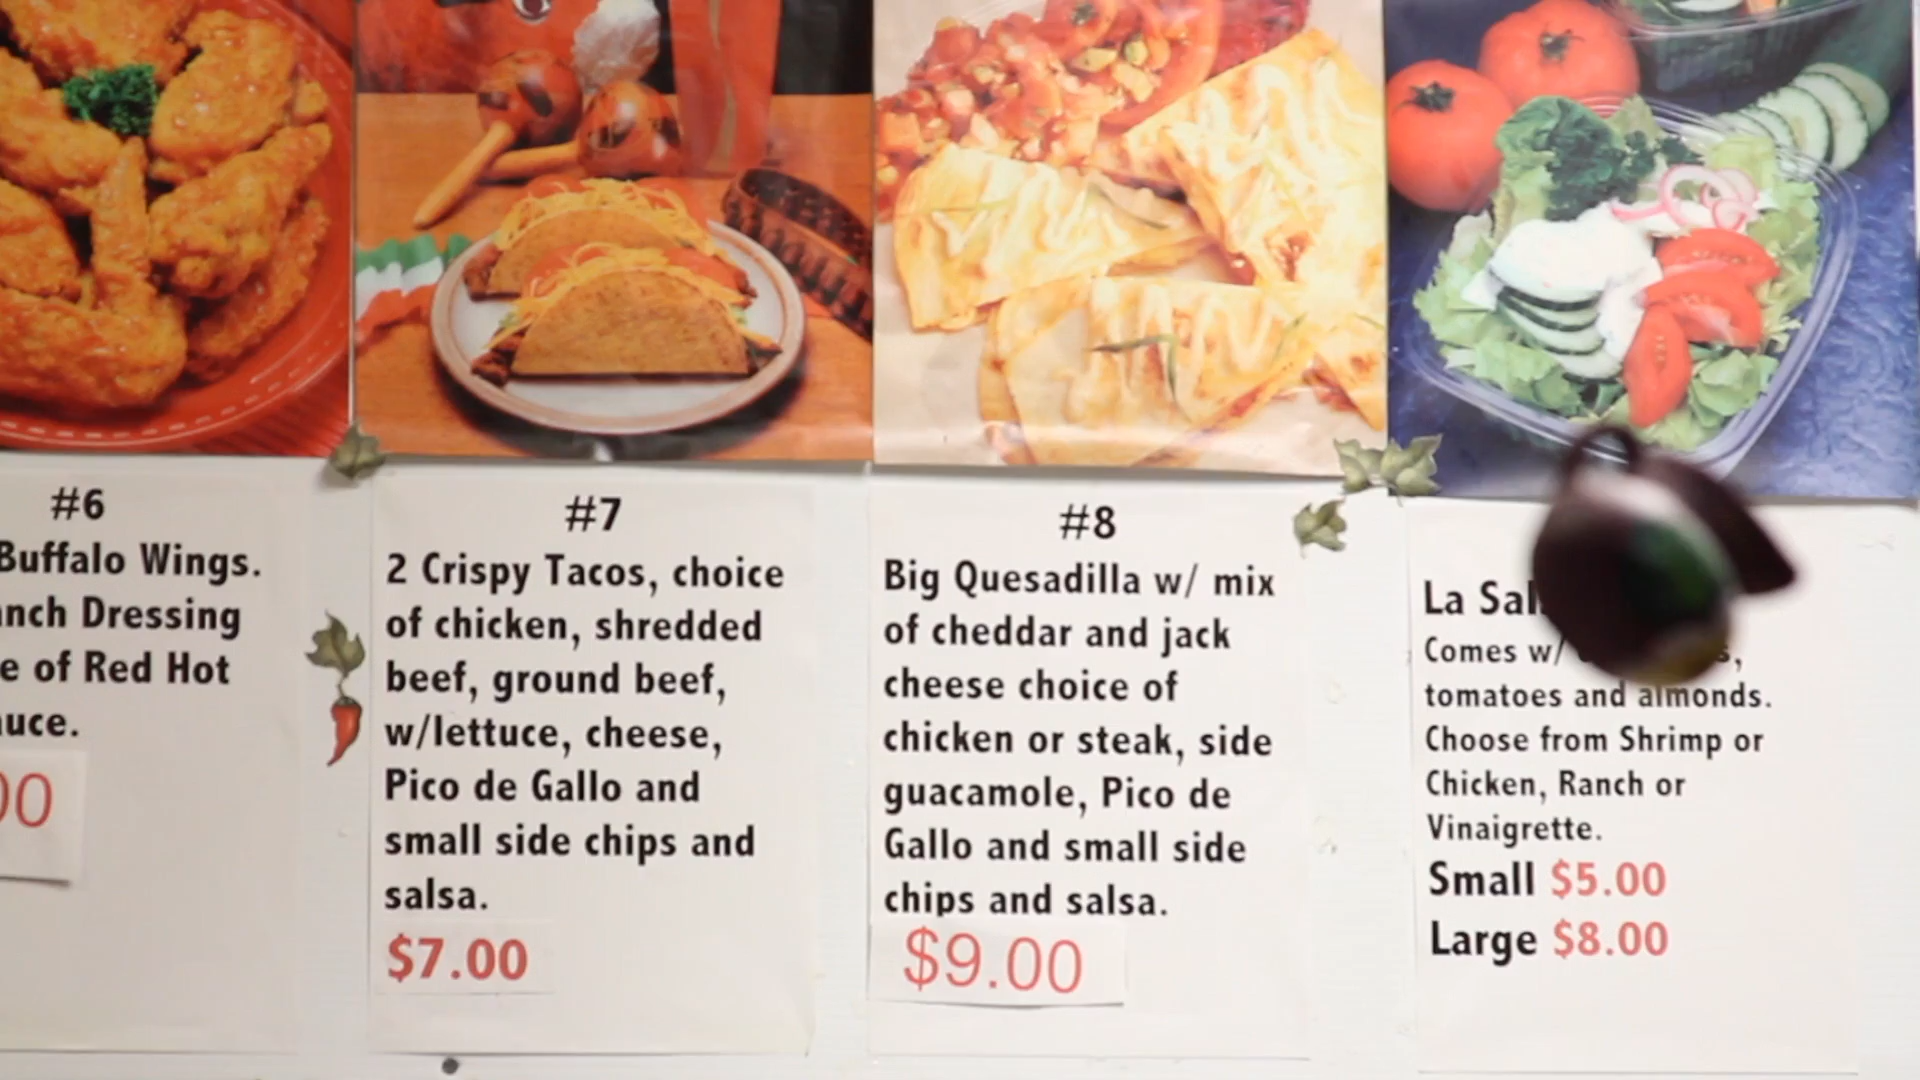 #6
Buffalo Wings.
Dressing
of Red Hot
#7
2 Crispy Tacos, choice
of chicken, shredded
beef, ground beef,
w/lettuce, cheese,
Pico de Gallo and
small side chips and
salsa.
$7.00
#8
Big Quesadilla w/ mix
of cheddar and jack
cheese choice of
chicken or steak, side
guacamole, Pico de
Gallo and small side
chips and salsa.
$9.00
La
Comes w/
tomatoes and almonds.
Choose from Shrimp or
Chicken, Ranch or
Vinaigrette.
Small $5.00
Large $8.00